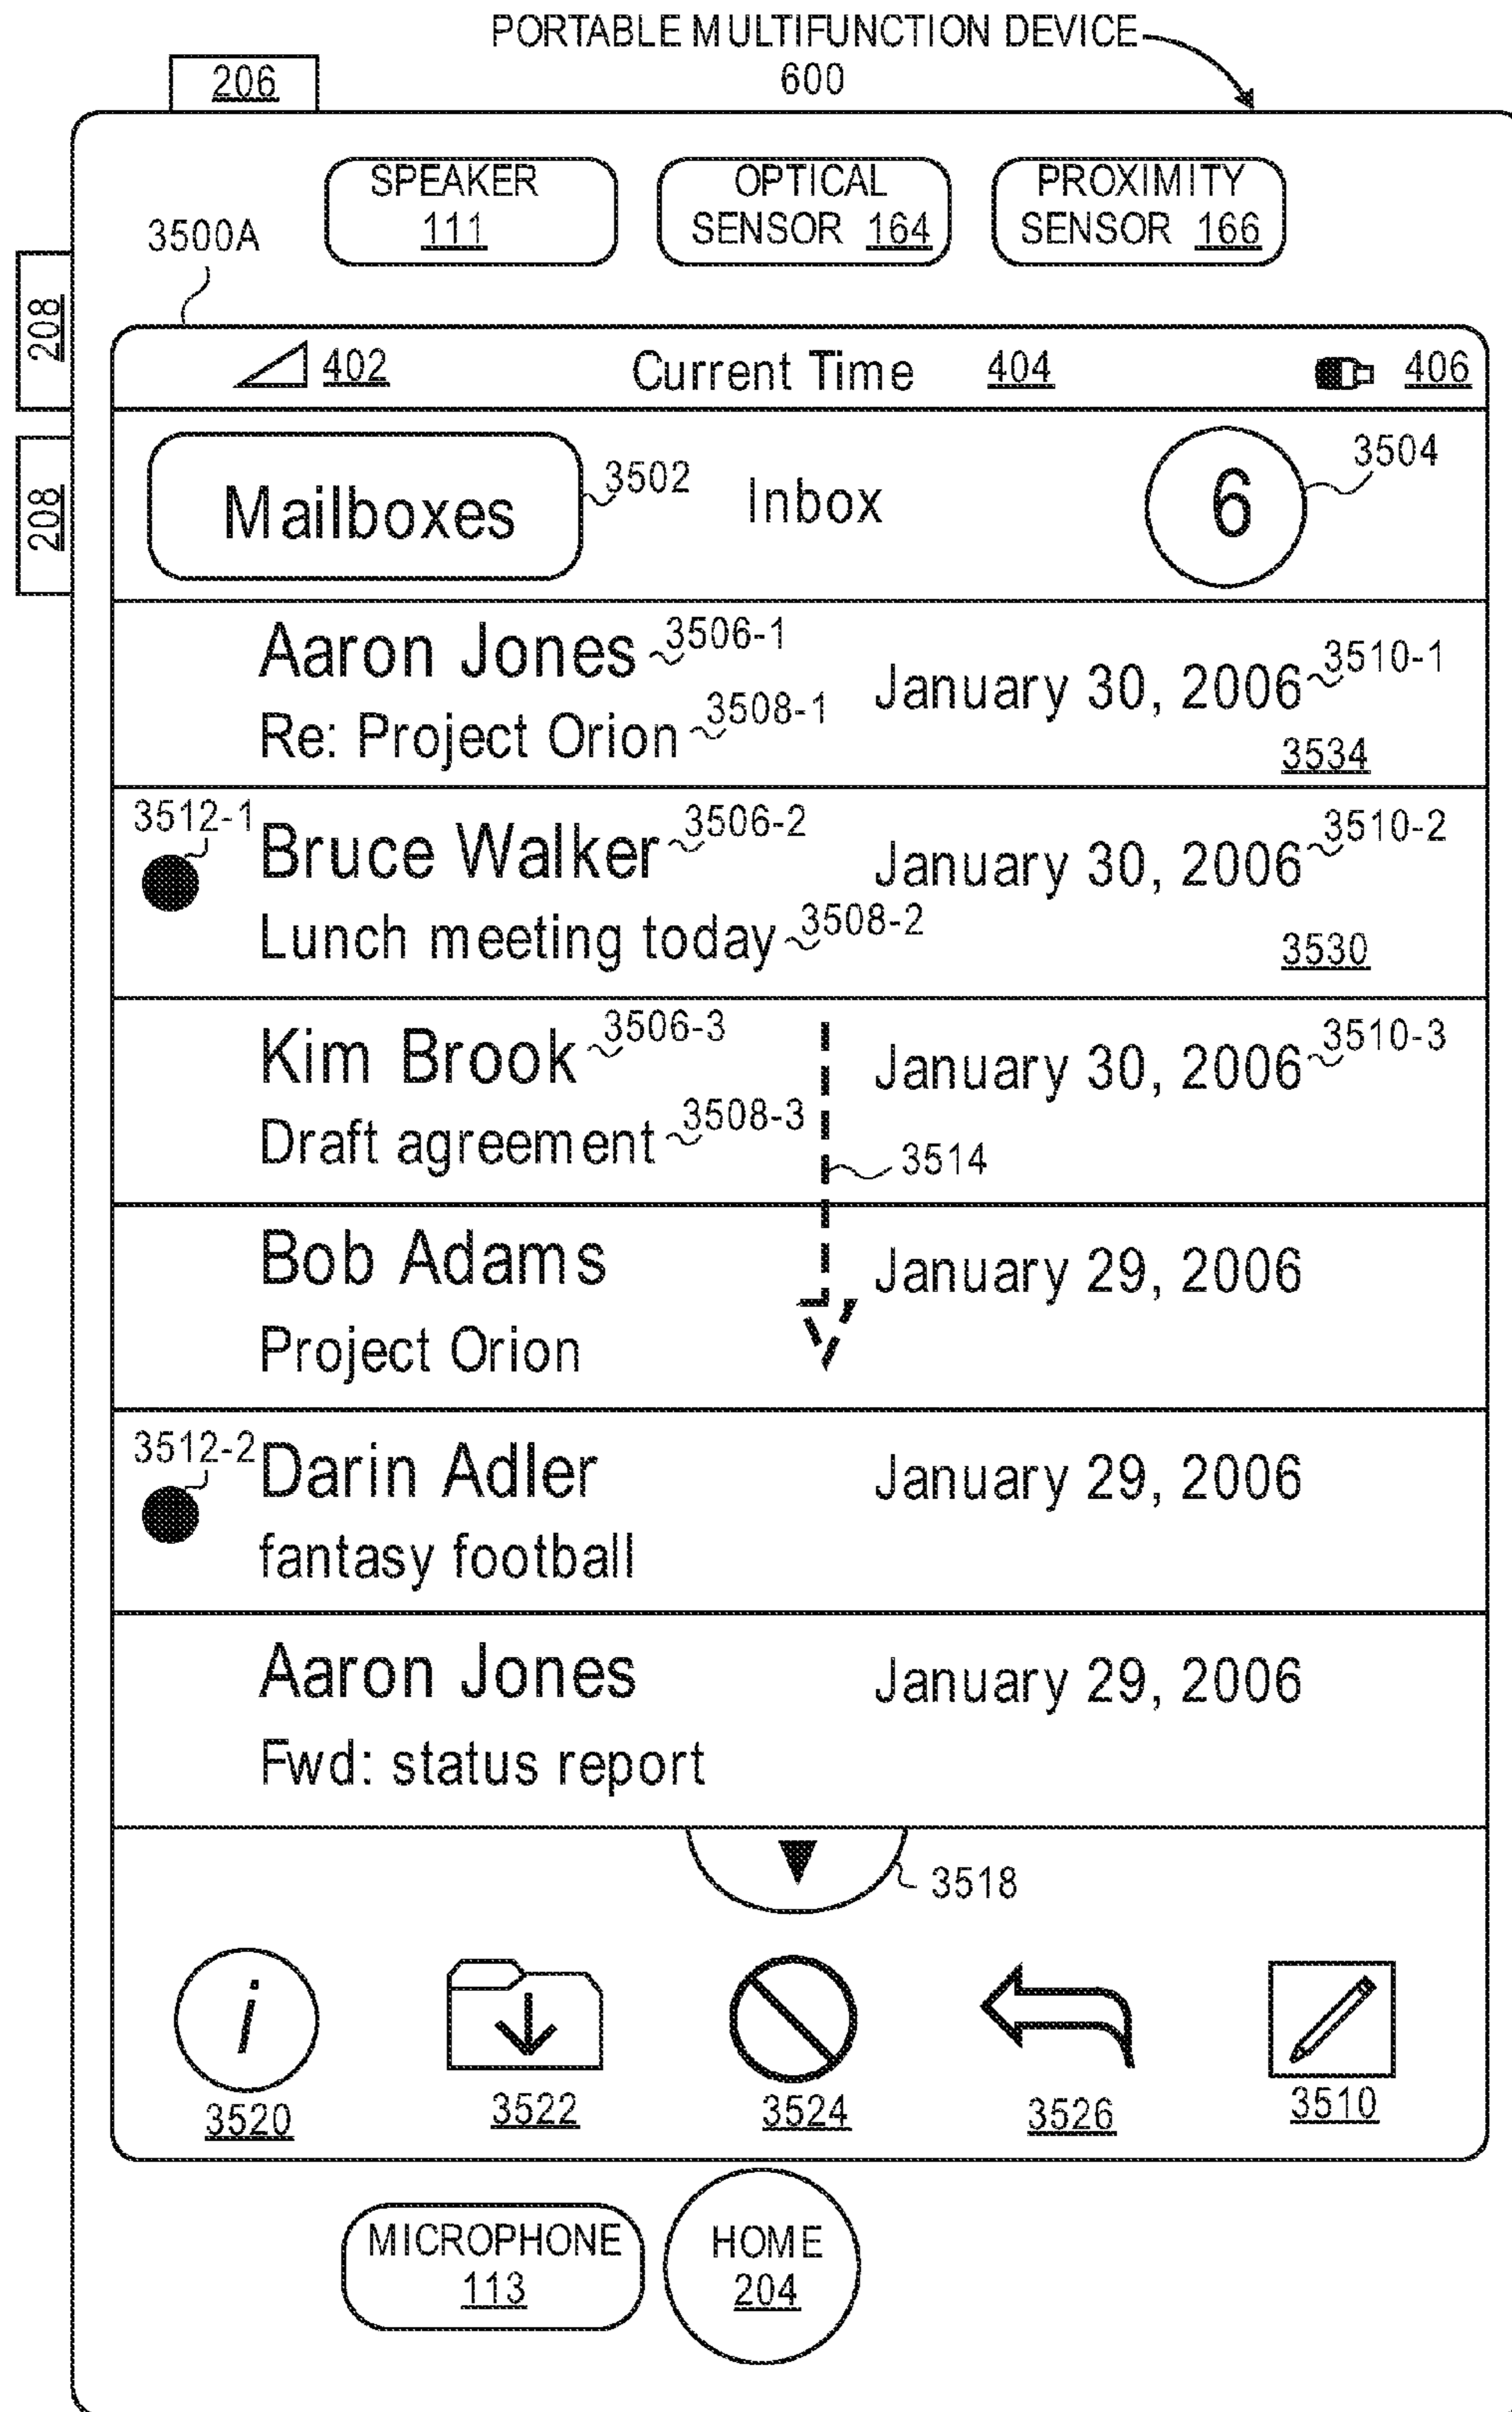 PORTABLE MULTIFUNCTION DEVICE
600
206
SPEAKER
111
OPTICAL
SENSOR 164
PROXIMITY
SENSOR 166
3500A
208
208
402 Current Time 404 406
Mailboxes 3502 Inbox 6 3504
Aaron Jones 3506-1 January 30, 2006 3510-1
Re: Project Orion 3508-1 3534
3512-1 Bruce Walker 3506-2 January 30, 2006 3510-2
Lunch meeting today 3508-2 3530
Kim Brook 3506-3 January 30, 2006 3510-3
Draft agreement 3508-3 3514
Bob Adams January 29, 2006
Project Orion
3512-2 Darin Adler January 29, 2006
fantasy football
Aaron Jones January 29, 2006
Fwd: status report
3518
i
3520 3522 3524 3526 3510
MICROPHONE
113
HOME
204